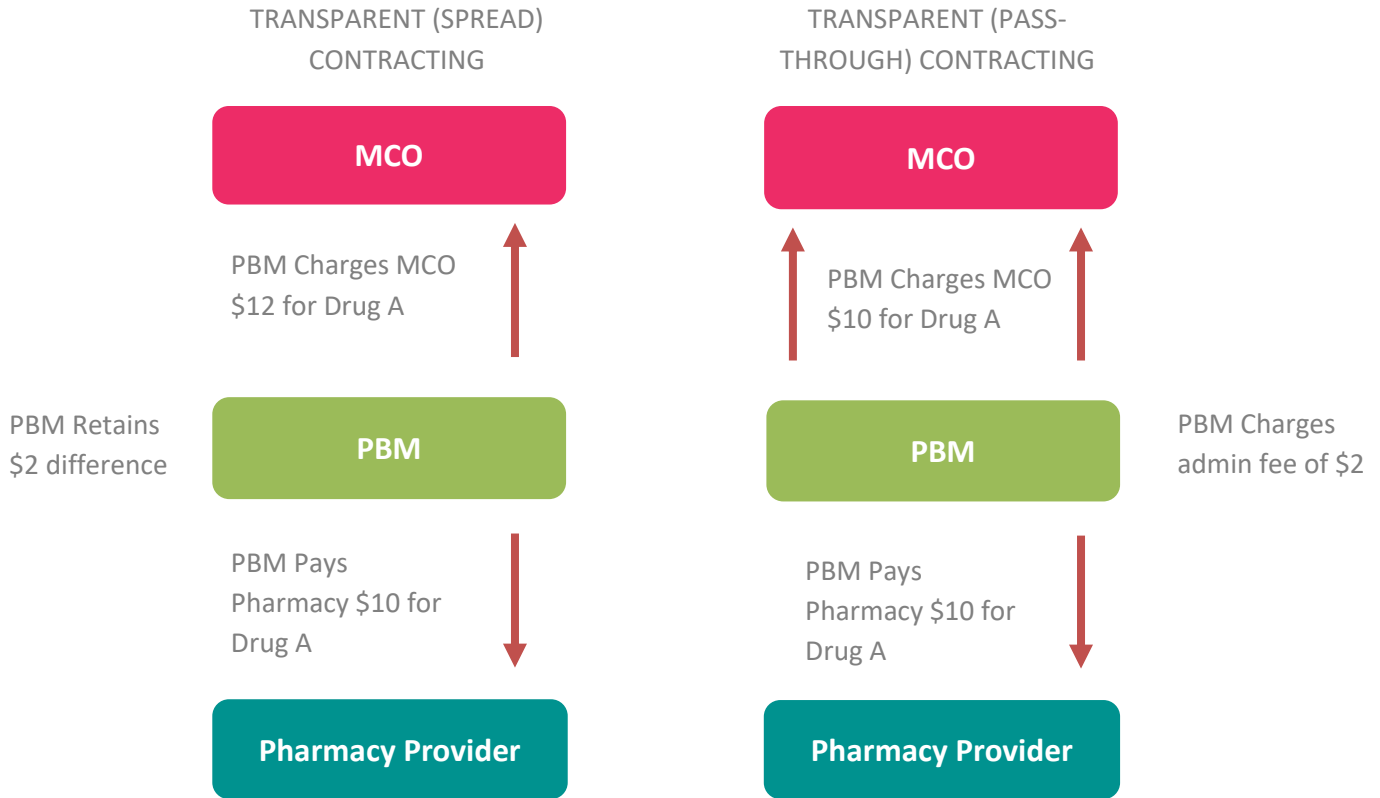 TRANSPARENT (SPREAD)
CONTRACTING
MCO
PBM Charges MCO
$12 for Drug A
PBM Retains
$2 difference
PBM
PBM Pays
Pharmacy $10 for
Drug A
Pharmacy Provider
TRANSPARENT (PASS-
THROUGH) CONTRACTING
MCO
PBM Charges MCO
$10 for Drug A
PBM
PBM Charges
admin fee of $2
PBM Pays
Pharmacy $10 for
Drug A
Pharmacy Provider